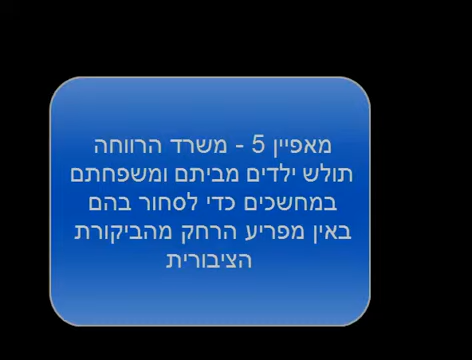 מאפיין 5 - משרד הרווחה
תולש ילדים מביתם ומשפחתם
במחשכים כדי לסחור בהם
באין מפריע הרחק מהביקורת
הציבורית